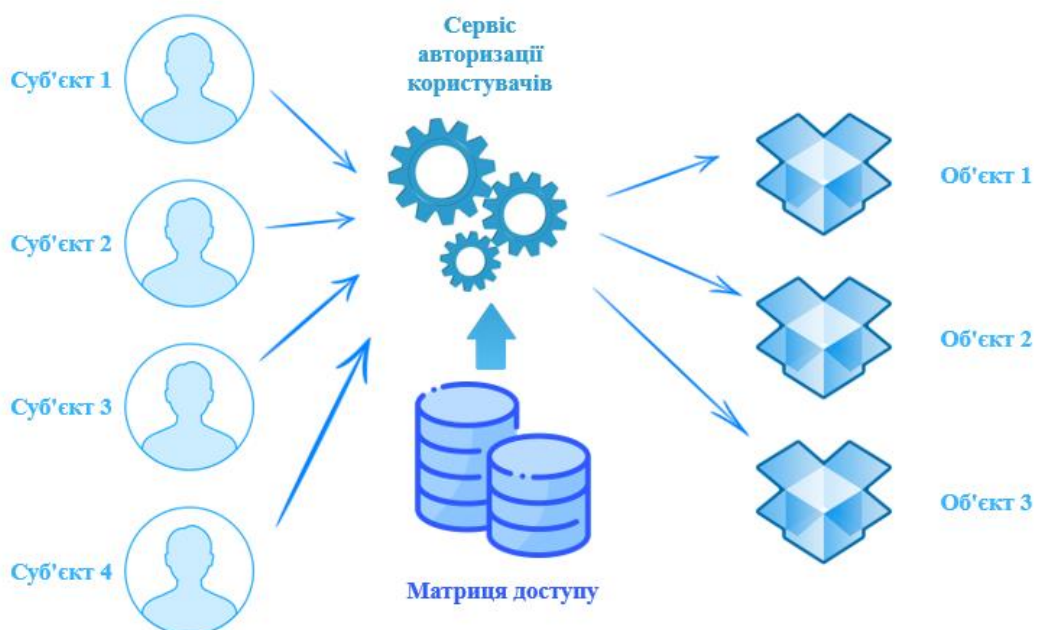 Сервіс
авторизації
користувачів
Суб'єкт 1
Суб'єкт 2
Суб'єкт 3
Суб'єкт 4
Об'єкт 1
Об'єкт 2
Об'єкт 3
Матриця доступу